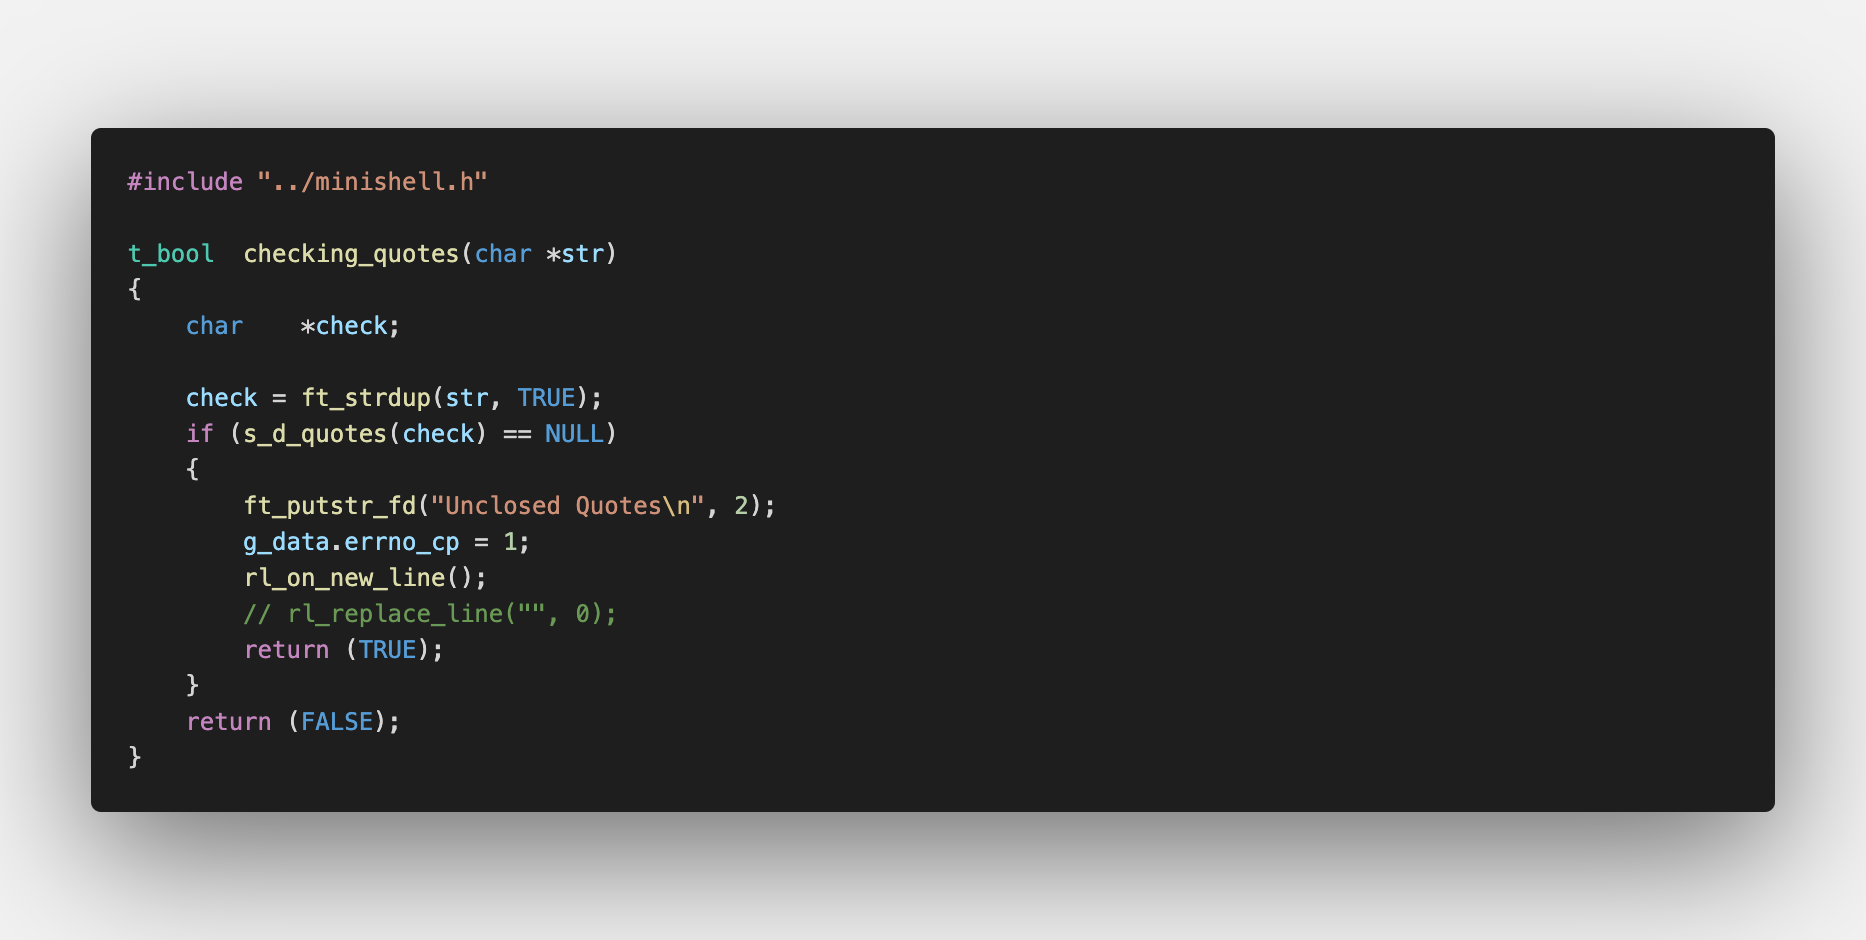 #include "../minishell.h"
t_bool  checking_quotes(char *str)
{
    char    *check;
    check = ft_strdup(str, TRUE);
    if (s_d_quotes(check) == NULL)
    {
        ft_putstr_fd("Unclosed Quotes\n", 2);
        g_data.errno_cp = 1;
        rl_on_new_line();
        // rl_replace_line("", 0);
        return (TRUE);
    }
    return (FALSE);
}